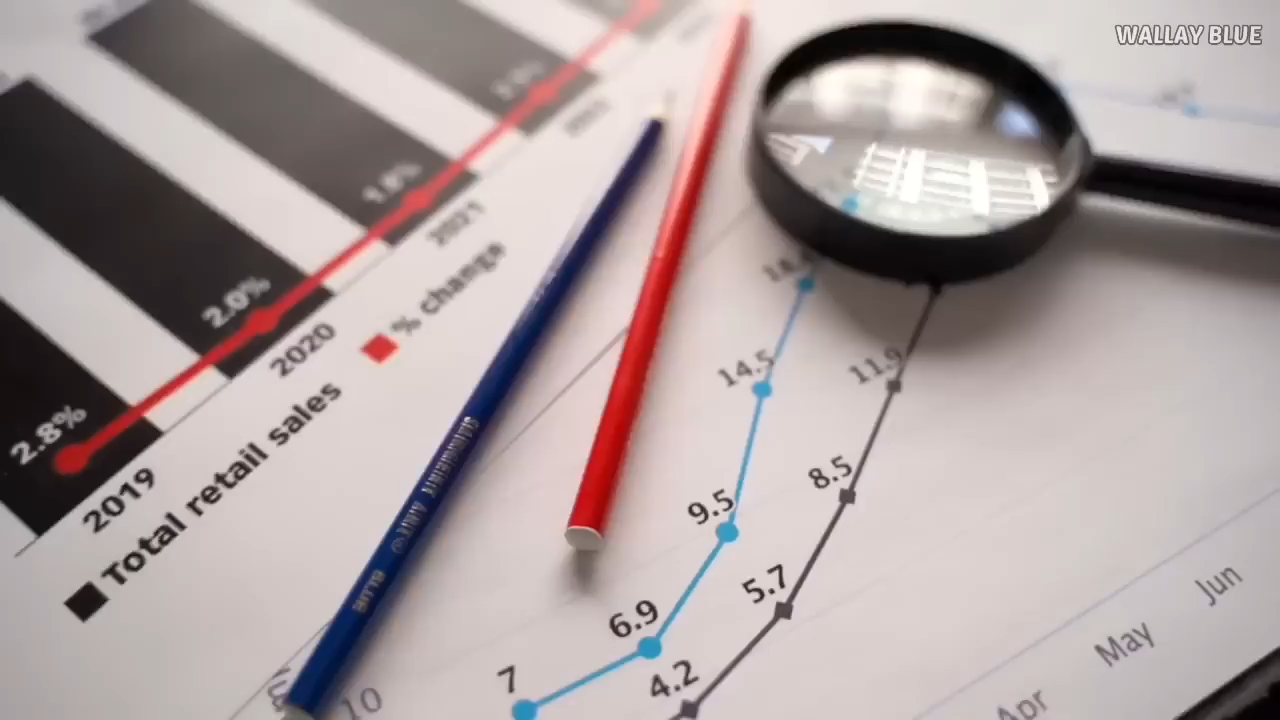 WALLAY BLUE
2.8%
2.0%
1.8%
2019
2020
2021
% change
Total retail sales
14.5
11.9
9.5
8.5
6.9
5.7
7
4.2
10
Apr
May
Jun